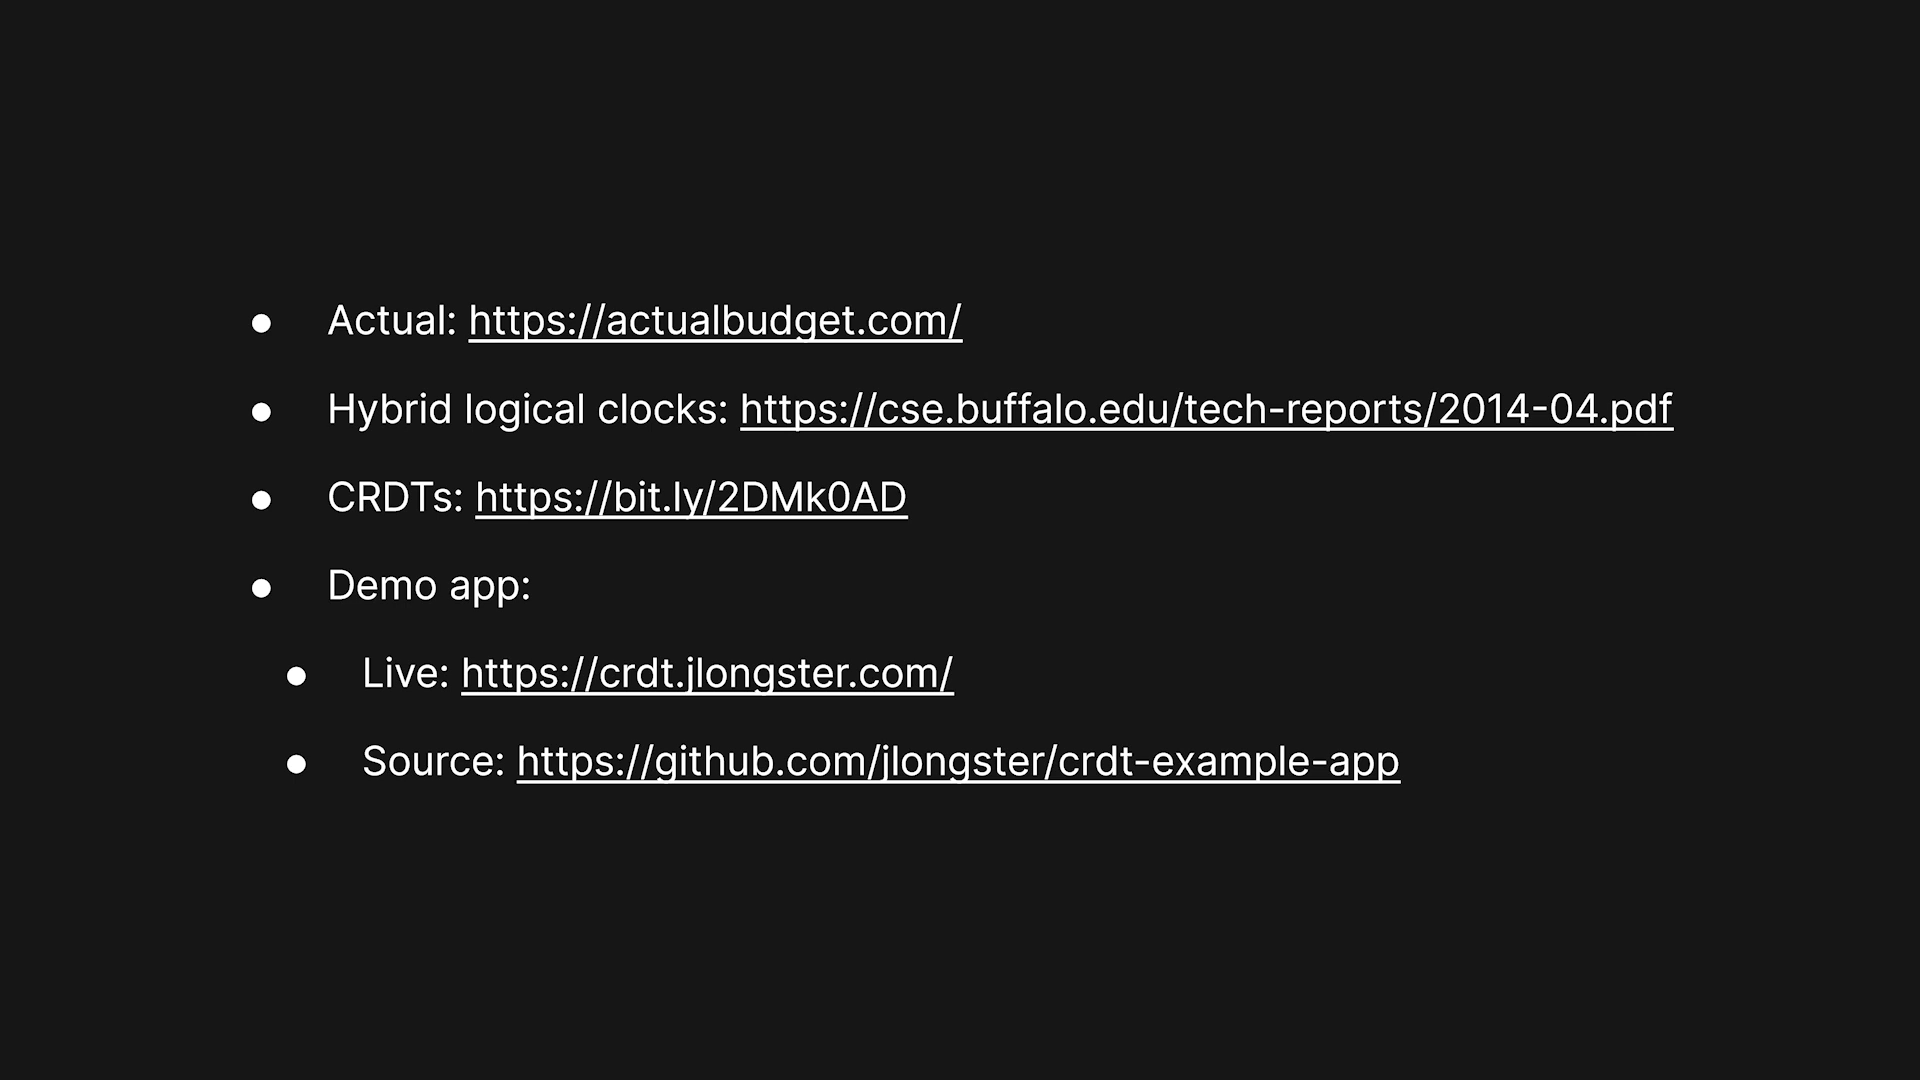 ● Actual: https://actualbudget.com/
● Hybrid logical clocks: https://cse.buffalo.edu/tech-reports/2014-04.pdf
● CRDTs: https://bit.ly/2DMk0AD
● Demo app:
● Live: https://crdt.jlongster.com/
● Source: https://github.com/jlongster/crdt-example-app